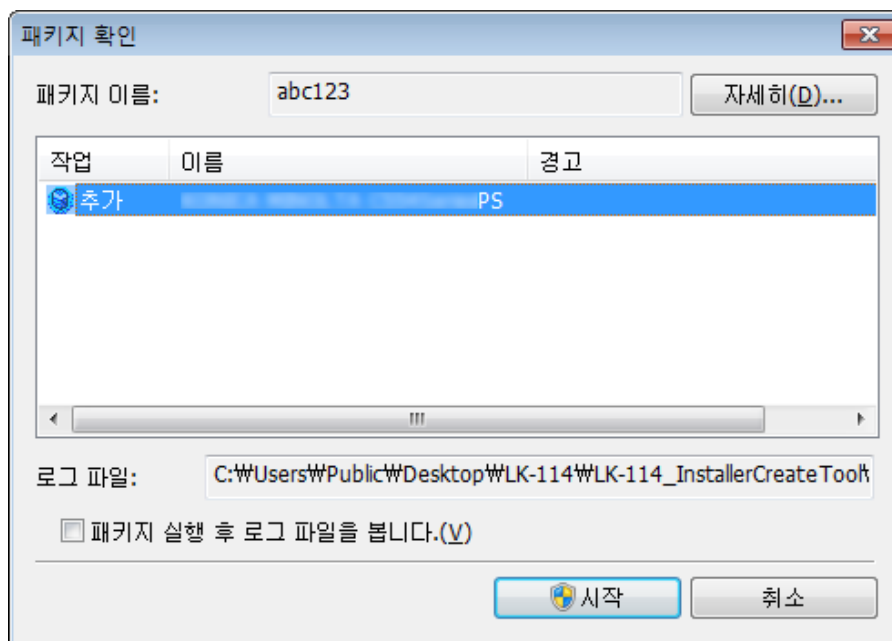 패키지 확인
패키지 이름: abc123 자세히(D)...
작업 이름 경고
추가 PS
로그 파일: C:₩Users₩Public₩Desktop₩LK-114₩LK-114_InstallerCreateTool₩
패키지 실행 후 로그 파일을 봅니다.(V)
시작 취소